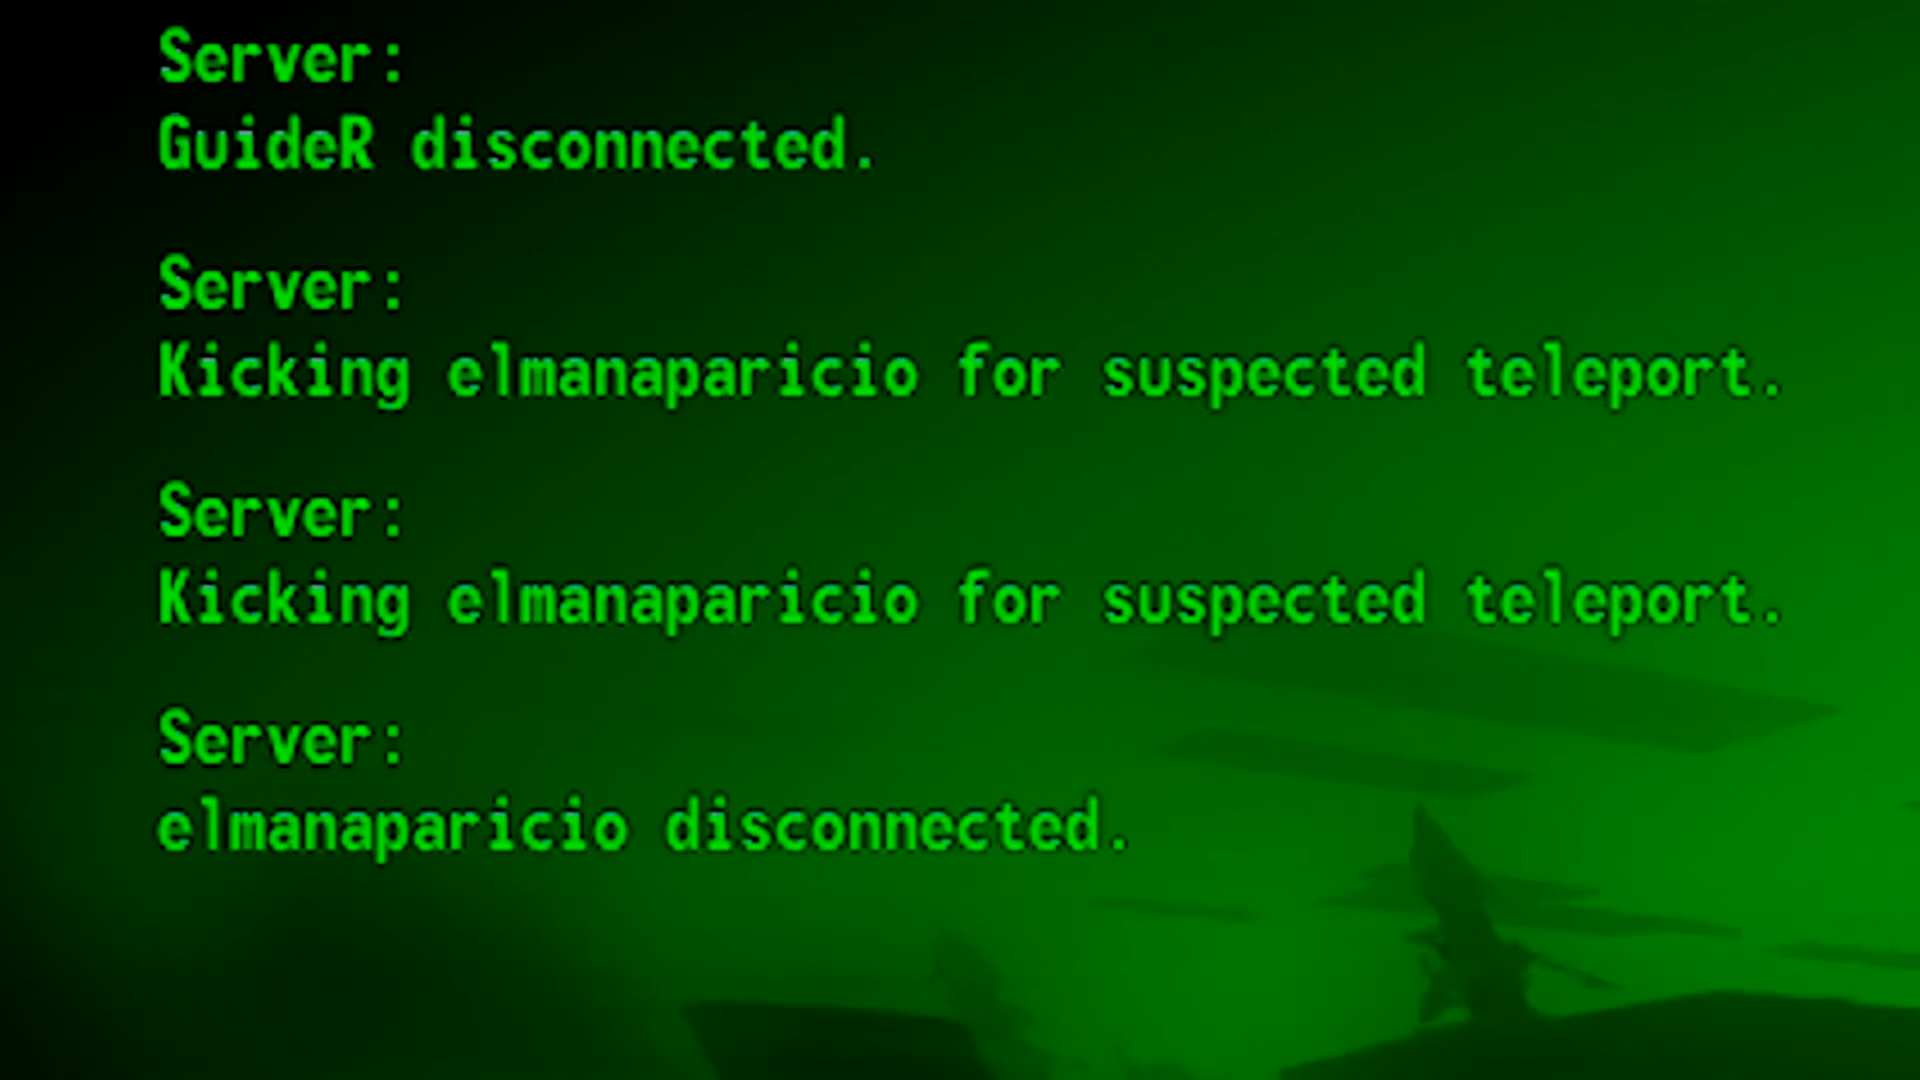 Server:
GuideR disconnected.
Server:
Kicking elmanaparicio for suspected teleport.
Server:
Kicking elmanaparicio for suspected teleport.
Server:
elmanaparicio disconnected.